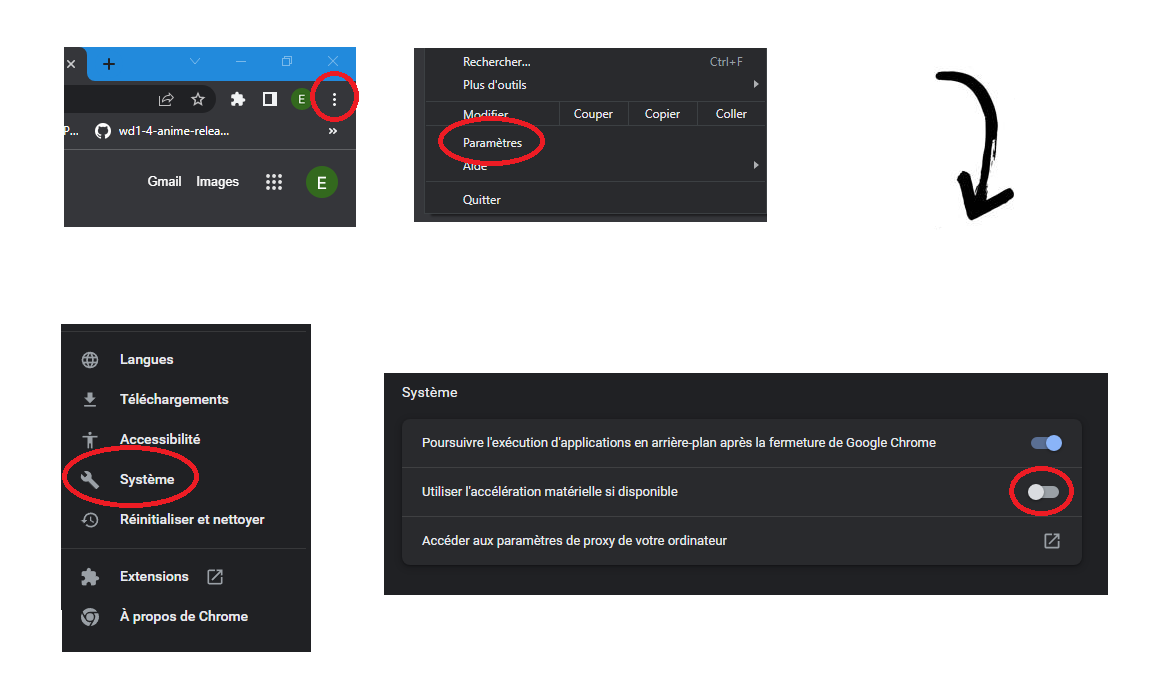 E
P... wd1-4-anime-relea... »
Gmail Images E
Rechercher... Ctrl+F
Plus d'outils
Modifier Couper Copier Coller
Paramètres
Aide
Quitter
Langues
Téléchargements
Accessibilité
Système
Réinitialiser et nettoyer
Extensions
À propos de Chrome
Système
Poursuivre l'exécution d'applications en arrière-plan après la fermeture de Google Chrome
Utiliser l'accélération matérielle si disponible
Accéder aux paramètres de proxy de votre ordinateur